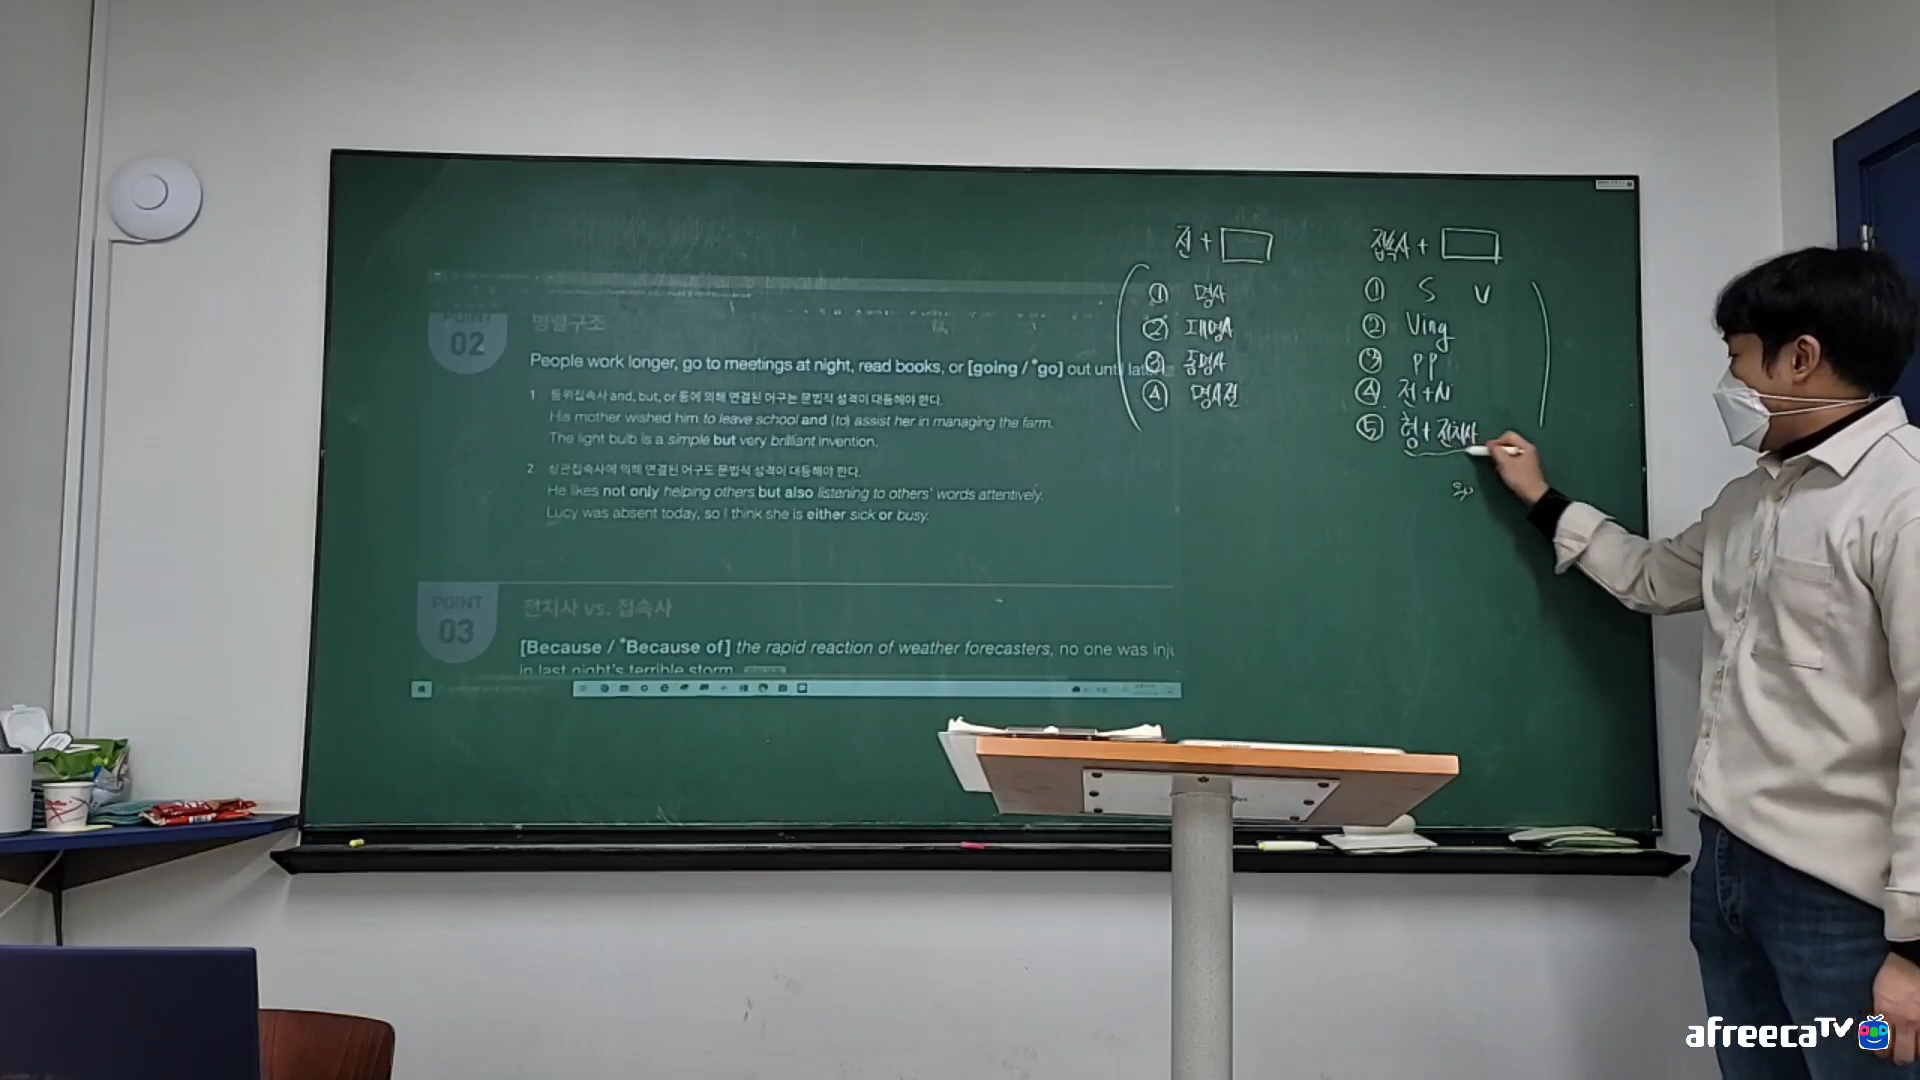 POINT
02
병렬구조
People work longer, go to meetings at night, read books, or [going / *go] out until late
1 등위접속사 and, but, or 등에 의해 연결된 어구는 문법적 성격이 대등해야 한다.
His mother wished him to leave school and (to) assist her in managing the farm.
The light bulb is a simple but very brilliant invention.
2 상관접속사에 의해 연결된 어구도 문법적 성격이 대등해야 한다.
He likes not only helping others but also listening to others' words attentively.
Lucy was absent today, so I think she is either sick or busy.
POINT
03
전치사 vs. 접속사
[Because / *Because of] the rapid reaction of weather forecasters, no one was inju
in last night's terrible storm.
전 +
① 명사
② 대명사
③ 동명사
④ 명사절
접속사 +
① S V
② Ving
③ pp
④ 전 + N
⑤ 형 + 전치사
afreecaTV